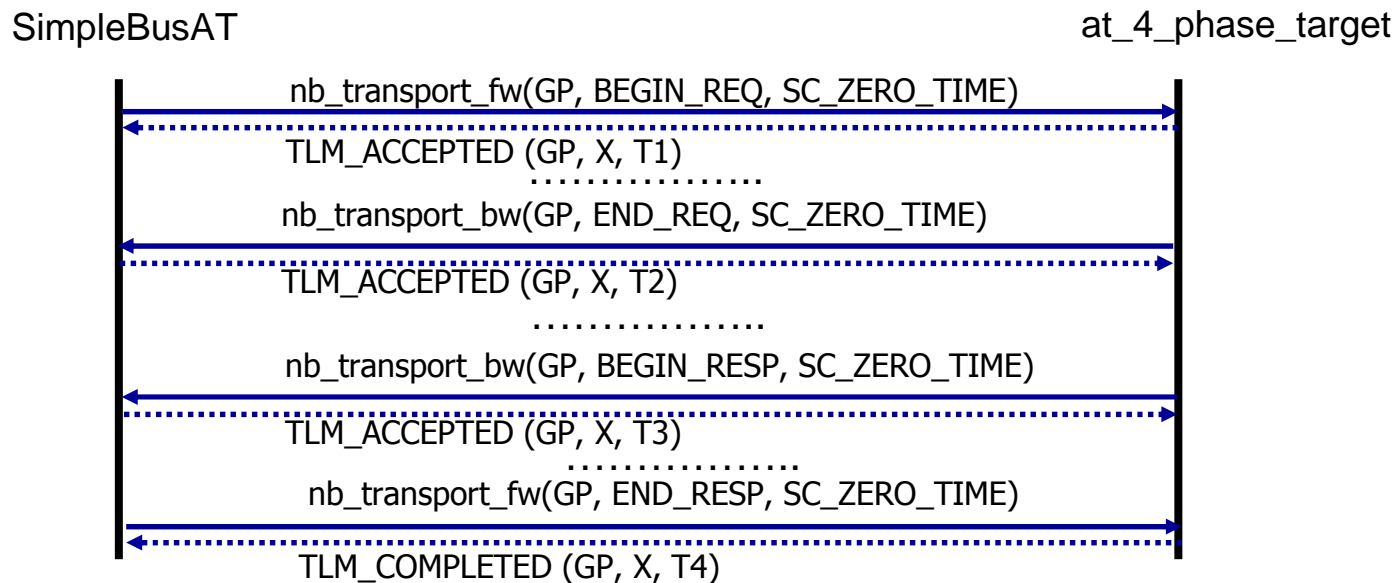 SimpleBusAT
at_4_phase_target
nb_transport_fw(GP, BEGIN_REQ, SC_ZERO_TIME)
TLM_ACCEPTED (GP, X, T1)
.................
nb_transport_bw(GP, END_REQ, SC_ZERO_TIME)
TLM_ACCEPTED (GP, X, T2)
.................
nb_transport_bw(GP, BEGIN_RESP, SC_ZERO_TIME)
TLM_ACCEPTED (GP, X, T3)
.................
nb_transport_fw(GP, END_RESP, SC_ZERO_TIME)
TLM_COMPLETED (GP, X, T4)